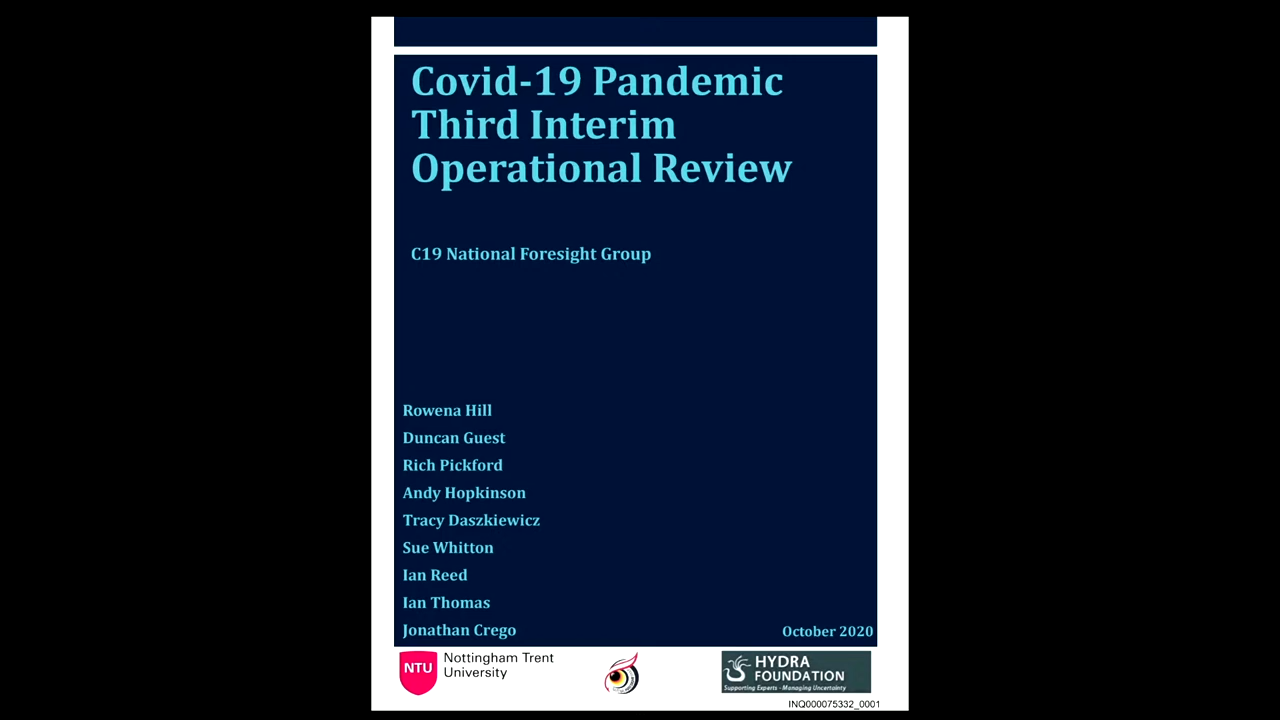 Covid-19 Pandemic
Third Interim
Operational Review
C19 National Foresight Group
Rowena Hill
Duncan Guest
Rich Pickford
Andy Hopkinson
Tracy Daszkiewicz
Sue Whitton
Ian Reed
Ian Thomas
Jonathan Crego
October 2020
NTU
Nottingham Trent
University
HYDRA
FOUNDATION
Supporting Experts - Managing Uncertainty
INQ000075332_0001